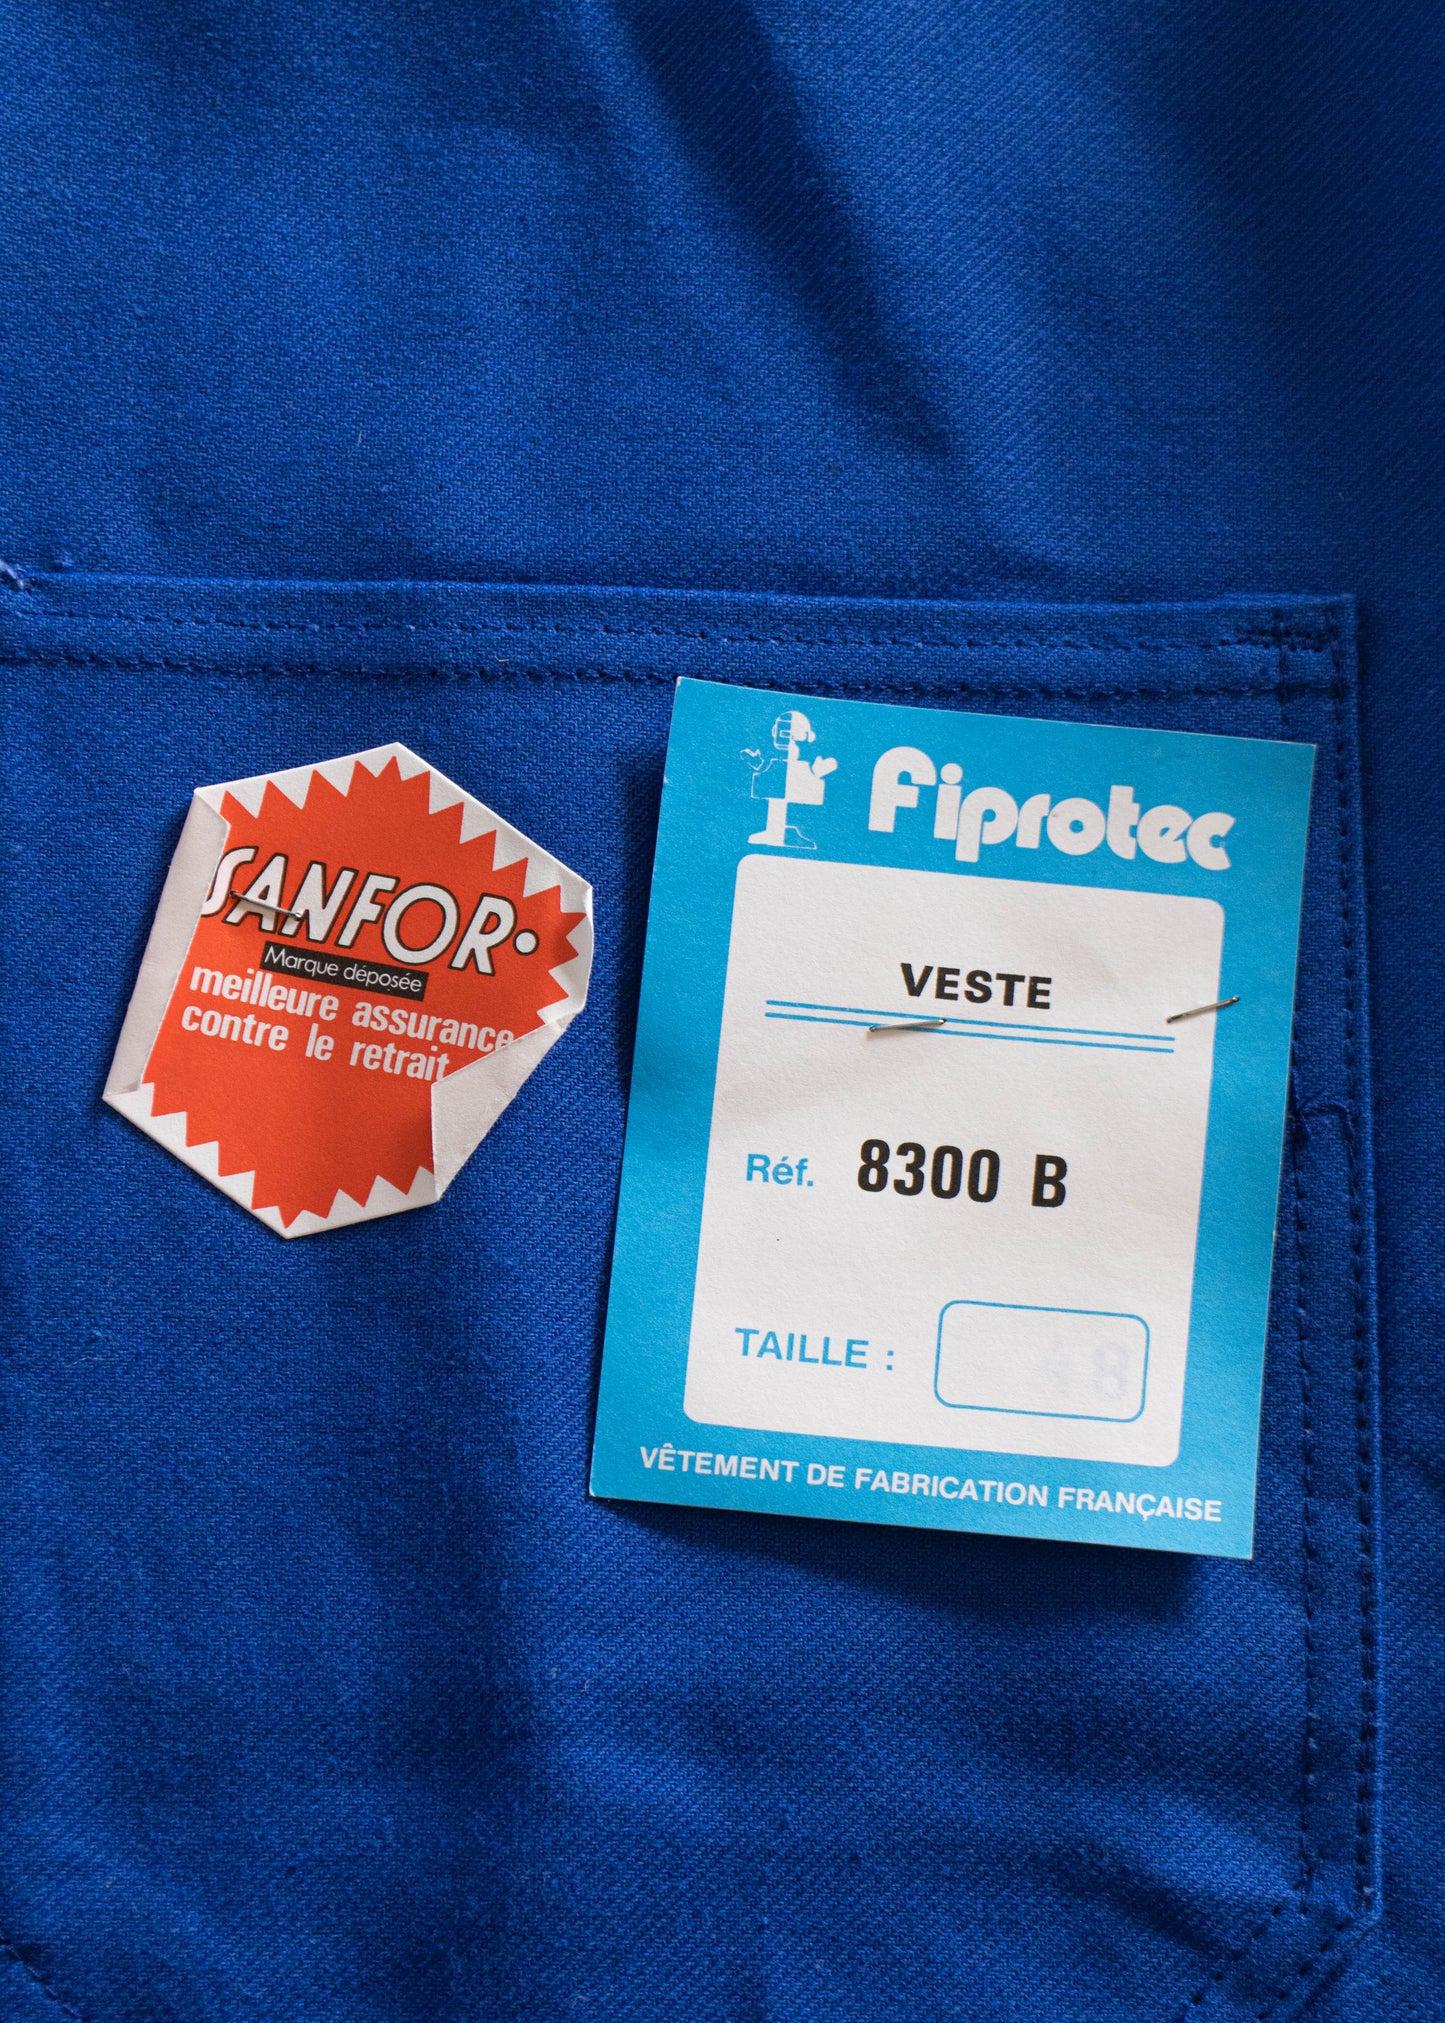 SANFOR
Marque déposée
meilleure assurance
contre le retrait
Fiprotec
VESTE
Réf. 8300 B
TAILLE :
VÊTEMENT DE FABRICATION FRANÇAISE